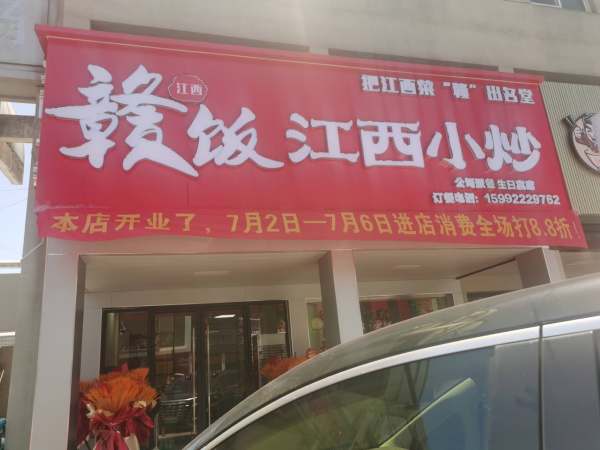 把江西菜“赣”出名堂
江西
赣饭 江西小炒
公司聚餐 生日宴席
订餐电话：15992229762
本店开业了，7月2日—7月6日进店消费全场打8.8折！